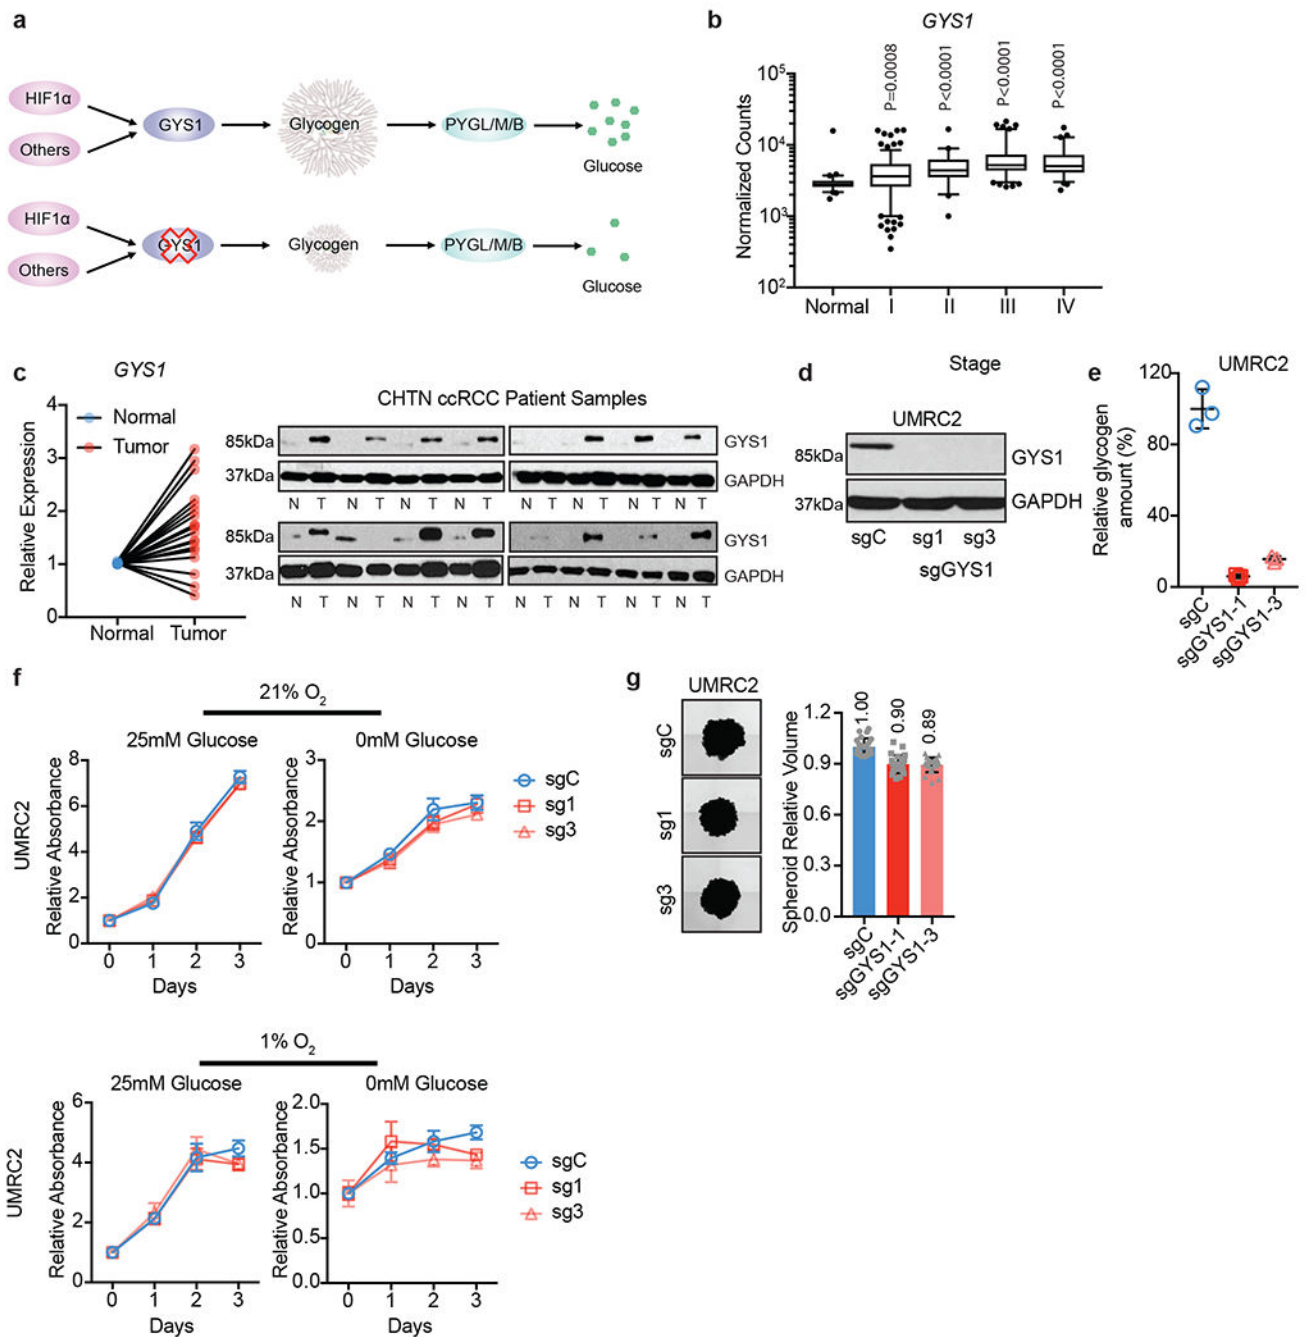 a
HIF1α
Others
GYS1
Glycogen
PYGL/M/B
Glucose
HIF1α
Others
GYS1
Glycogen
PYGL/M/B
Glucose
b
GYS1
P=0.0008
P<0.0001
P<0.0001
P<0.0001
Normalized Counts
10⁵
10⁴
10³
10²
Normal I II III IV
Stage
c
GYS1
Normal
Tumor
Relative Expression
4
3
2
1
0
Normal Tumor
CHTN ccRCC Patient Samples
85kDa GYS1
37kDa GAPDH
N T N T N T N T N T N T N T N T
85kDa GYS1
37kDa GAPDH
N T N T N T N T N T N T N T N T
d
UMRC2
85kDa GYS1
37kDa GAPDH
sgC sg1 sg3
sgGYS1
e
UMRC2
Relative glycogen
amount (%)
120
80
40
0
sgC
sgGYS1-1
sgGYS1-3
f
21% O₂
25mM Glucose
UMRC2
Relative Absorbance
8
6
4
2
0
0 1 2 3
Days
0mM Glucose
Relative Absorbance
3
2
1
0
0 1 2 3
Days
sgC
sg1
sg3
1% O₂
25mM Glucose
UMRC2
Relative Absorbance
6
4
2
0
0 1 2 3
Days
0mM Glucose
Relative Absorbance
2.0
1.5
1.0
0.5
0.0
0 1 2 3
Days
sgC
sg1
sg3
g
UMRC2
sgC
sg1
sg3
Spheroid Relative Volume
1.2
0.9
0.6
0.3
0.0
1.00
0.90
0.89
sgC
sgGYS1-1
sgGYS1-3